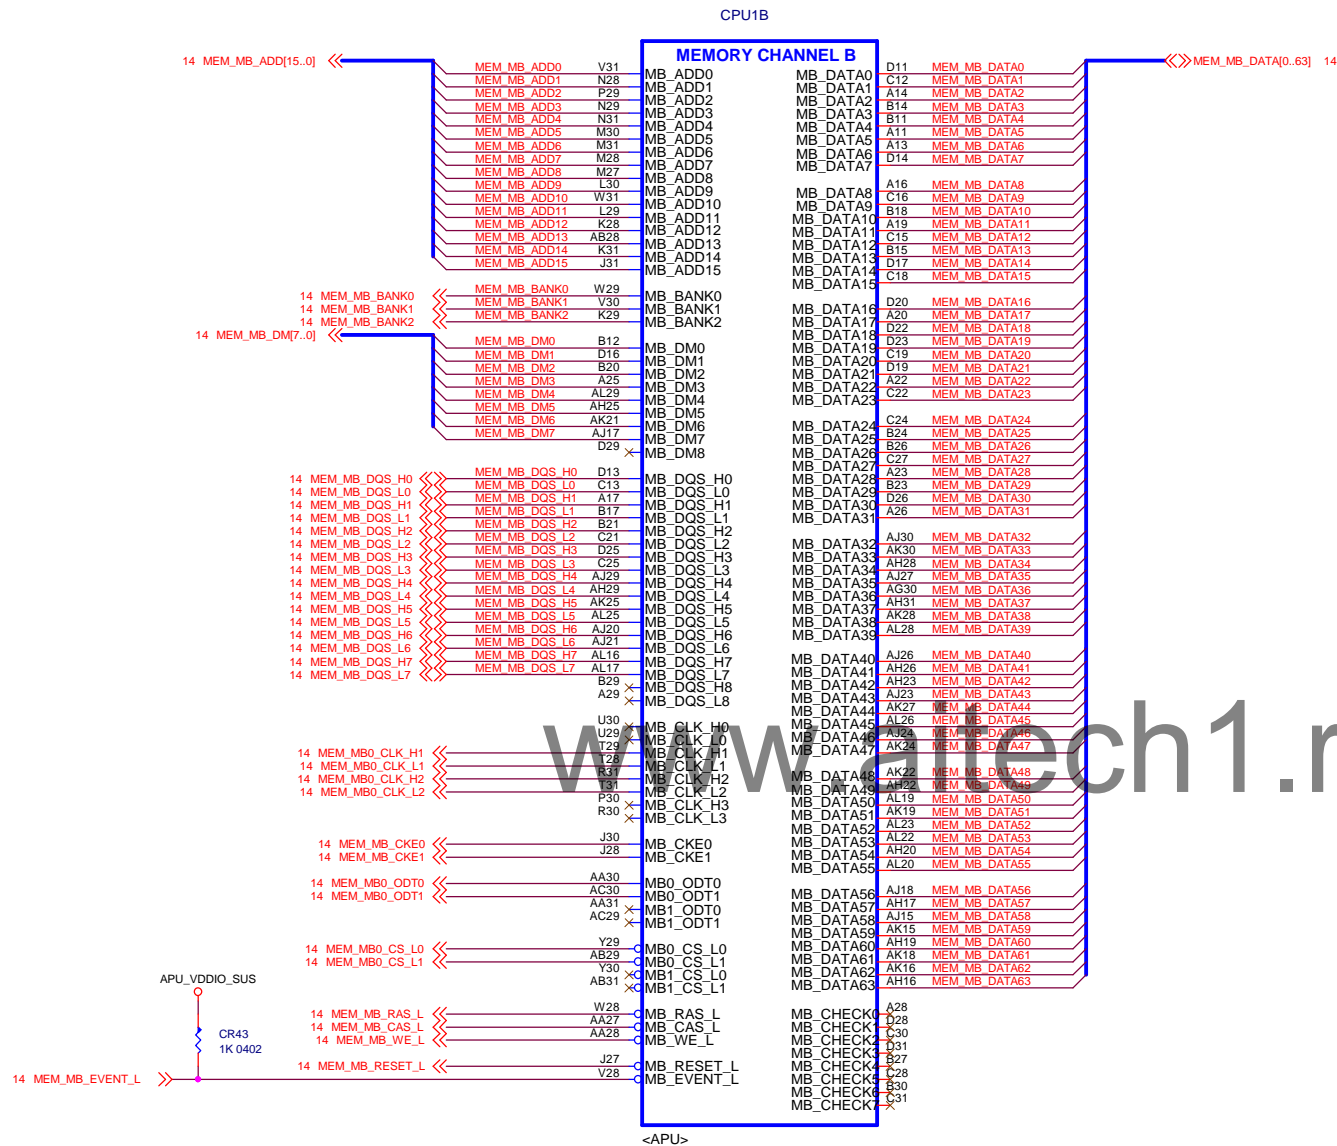 CPU1B
MEMORY CHANNEL B
14 MEM_MB_ADD[15..0]
MEM_MB_DATA[0..63] 14
MEM_MB_ADD0 V31 MB_ADD0
MEM_MB_ADD1 N28 MB_ADD1
MEM_MB_ADD2 P29 MB_ADD2
MEM_MB_ADD3 N29 MB_ADD3
MEM_MB_ADD4 N31 MB_ADD4
MEM_MB_ADD5 M30 MB_ADD5
MEM_MB_ADD6 M31 MB_ADD6
MEM_MB_ADD7 M28 MB_ADD7
MEM_MB_ADD8 M27 MB_ADD8
MEM_MB_ADD9 L30 MB_ADD9
MEM_MB_ADD10 W31 MB_ADD10
MEM_MB_ADD11 L29 MB_ADD11
MEM_MB_ADD12 K28 MB_ADD12
MEM_MB_ADD13 AB28 MB_ADD13
MEM_MB_ADD14 K31 MB_ADD14
MEM_MB_ADD15 J31 MB_ADD15
14 MEM_MB_BANK0 MEM_MB_BANK0 W29 MB_BANK0
14 MEM_MB_BANK1 MEM_MB_BANK1 V30 MB_BANK1
14 MEM_MB_BANK2 MEM_MB_BANK2 K29 MB_BANK2
14 MEM_MB_DM[7..0]
MEM_MB_DM0 B12 MB_DM0
MEM_MB_DM1 D16 MB_DM1
MEM_MB_DM2 B20 MB_DM2
MEM_MB_DM3 A25 MB_DM3
MEM_MB_DM4 AL29 MB_DM4
MEM_MB_DM5 AH25 MB_DM5
MEM_MB_DM6 AK21 MB_DM6
MEM_MB_DM7 AJ17 MB_DM7
D29 MB_DM8
14 MEM_MB_DQS_H0 MEM_MB_DQS_H0 D13 MB_DQS_H0
14 MEM_MB_DQS_L0 MEM_MB_DQS_L0 C13 MB_DQS_L0
14 MEM_MB_DQS_H1 MEM_MB_DQS_H1 A17 MB_DQS_H1
14 MEM_MB_DQS_L1 MEM_MB_DQS_L1 B17 MB_DQS_L1
14 MEM_MB_DQS_H2 MEM_MB_DQS_H2 B21 MB_DQS_H2
14 MEM_MB_DQS_L2 MEM_MB_DQS_L2 C21 MB_DQS_L2
14 MEM_MB_DQS_H3 MEM_MB_DQS_H3 D25 MB_DQS_H3
14 MEM_MB_DQS_L3 MEM_MB_DQS_L3 C25 MB_DQS_L3
14 MEM_MB_DQS_H4 MEM_MB_DQS_H4 AJ29 MB_DQS_H4
14 MEM_MB_DQS_L4 MEM_MB_DQS_L4 AH29 MB_DQS_L4
14 MEM_MB_DQS_H5 MEM_MB_DQS_H5 AK25 MB_DQS_H5
14 MEM_MB_DQS_L5 MEM_MB_DQS_L5 AL25 MB_DQS_L5
14 MEM_MB_DQS_H6 MEM_MB_DQS_H6 AJ20 MB_DQS_H6
14 MEM_MB_DQS_L6 MEM_MB_DQS_L6 AJ21 MB_DQS_L6
14 MEM_MB_DQS_H7 MEM_MB_DQS_H7 AL16 MB_DQS_H7
14 MEM_MB_DQS_L7 MEM_MB_DQS_L7 AL17 MB_DQS_L7
B29 MB_DQS_H8
A29 MB_DQS_L8
U30 MB_CLK_H0
U29 MB_CLK_L0
14 MEM_MB0_CLK_H1 T29 MB_CLK_H1
14 MEM_MB0_CLK_L1 T28 MB_CLK_L1
14 MEM_MB0_CLK_H2 R31 MB_CLK_H2
14 MEM_MB0_CLK_L2 T31 MB_CLK_L2
P30 MB_CLK_H3
R30 MB_CLK_L3
14 MEM_MB_CKE0 J30 MB_CKE0
14 MEM_MB_CKE1 J28 MB_CKE1
14 MEM_MB0_ODT0 AA30 MB0_ODT0
14 MEM_MB0_ODT1 AC30 MB0_ODT1
AA31 MB1_ODT0
AC29 MB1_ODT1
14 MEM_MB0_CS_L0 Y29 MB0_CS_L0
14 MEM_MB0_CS_L1 AB29 MB0_CS_L1
Y30 MB1_CS_L0
AB31 MB1_CS_L1
APU_VDDIO_SUS
CR43
1K 0402
14 MEM_MB_RAS_L W28 MB_RAS_L
14 MEM_MB_CAS_L AA27 MB_CAS_L
14 MEM_MB_WE_L AA28 MB_WE_L
14 MEM_MB_RESET_L J27 MB_RESET_L
14 MEM_MB_EVENT_L V28 MB_EVENT_L
MB_DATA0 D11 MEM_MB_DATA0
MB_DATA1 C12 MEM_MB_DATA1
MB_DATA2 A14 MEM_MB_DATA2
MB_DATA3 B14 MEM_MB_DATA3
MB_DATA4 B11 MEM_MB_DATA4
MB_DATA5 A11 MEM_MB_DATA5
MB_DATA6 A13 MEM_MB_DATA6
MB_DATA7 D14 MEM_MB_DATA7
MB_DATA8 A16 MEM_MB_DATA8
MB_DATA9 C16 MEM_MB_DATA9
MB_DATA10 B18 MEM_MB_DATA10
MB_DATA11 A19 MEM_MB_DATA11
MB_DATA12 C15 MEM_MB_DATA12
MB_DATA13 B15 MEM_MB_DATA13
MB_DATA14 D17 MEM_MB_DATA14
MB_DATA15 C18 MEM_MB_DATA15
MB_DATA16 D20 MEM_MB_DATA16
MB_DATA17 A20 MEM_MB_DATA17
MB_DATA18 D22 MEM_MB_DATA18
MB_DATA19 D23 MEM_MB_DATA19
MB_DATA20 C19 MEM_MB_DATA20
MB_DATA21 D19 MEM_MB_DATA21
MB_DATA22 A22 MEM_MB_DATA22
MB_DATA23 C22 MEM_MB_DATA23
MB_DATA24 C24 MEM_MB_DATA24
MB_DATA25 B24 MEM_MB_DATA25
MB_DATA26 B26 MEM_MB_DATA26
MB_DATA27 C27 MEM_MB_DATA27
MB_DATA28 A23 MEM_MB_DATA28
MB_DATA29 B23 MEM_MB_DATA29
MB_DATA30 D26 MEM_MB_DATA30
MB_DATA31 A26 MEM_MB_DATA31
MB_DATA32 AJ30 MEM_MB_DATA32
MB_DATA33 AK30 MEM_MB_DATA33
MB_DATA34 AH28 MEM_MB_DATA34
MB_DATA35 AJ27 MEM_MB_DATA35
MB_DATA36 AG30 MEM_MB_DATA36
MB_DATA37 AH31 MEM_MB_DATA37
MB_DATA38 AK28 MEM_MB_DATA38
MB_DATA39 AL28 MEM_MB_DATA39
MB_DATA40 AJ26 MEM_MB_DATA40
MB_DATA41 AH26 MEM_MB_DATA41
MB_DATA42 AH23 MEM_MB_DATA42
MB_DATA43 AJ23 MEM_MB_DATA43
MB_DATA44 AK27 MEM_MB_DATA44
MB_DATA45 AL26 MEM_MB_DATA45
MB_DATA46 AJ24 MEM_MB_DATA46
MB_DATA47 AK24 MEM_MB_DATA47
MB_DATA48 AK22 MEM_MB_DATA48
MB_DATA49 AH22 MEM_MB_DATA49
MB_DATA50 AL19 MEM_MB_DATA50
MB_DATA51 AK19 MEM_MB_DATA51
MB_DATA52 AL23 MEM_MB_DATA52
MB_DATA53 AL22 MEM_MB_DATA53
MB_DATA54 AH20 MEM_MB_DATA54
MB_DATA55 AL20 MEM_MB_DATA55
MB_DATA56 AJ18 MEM_MB_DATA56
MB_DATA57 AH17 MEM_MB_DATA57
MB_DATA58 AJ15 MEM_MB_DATA58
MB_DATA59 AK15 MEM_MB_DATA59
MB_DATA60 AH19 MEM_MB_DATA60
MB_DATA61 AK18 MEM_MB_DATA61
MB_DATA62 AK16 MEM_MB_DATA62
MB_DATA63 AH16 MEM_MB_DATA63
MB_CHECK0 A28
MB_CHECK1 D28
MB_CHECK2 C30
MB_CHECK3 D31
MB_CHECK4 B27
MB_CHECK5 C28
MB_CHECK6 B30
MB_CHECK7 C31
<APU>
www.aitech1.r